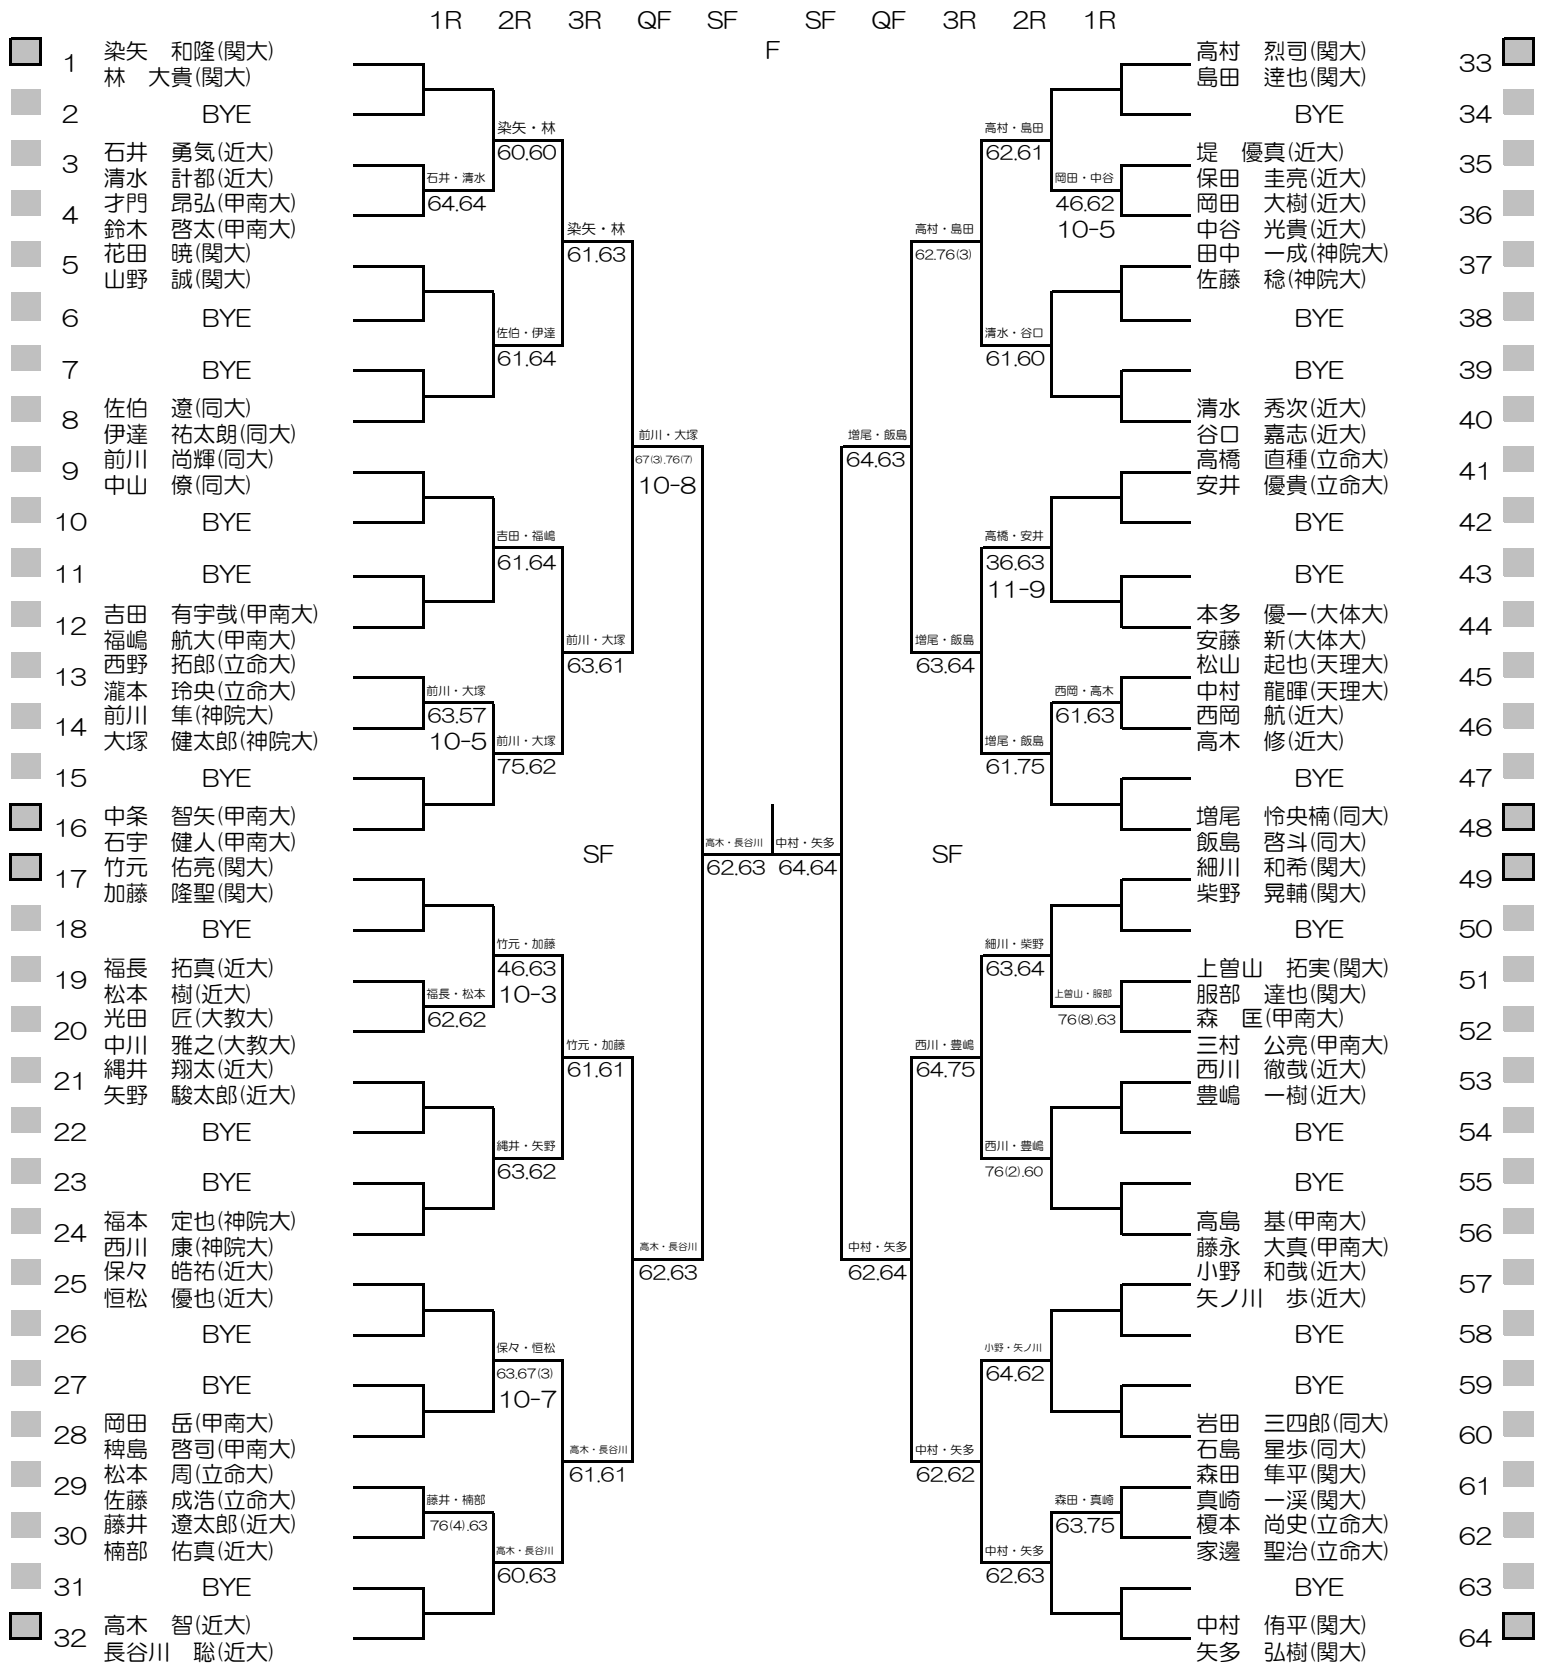 1R 2R 3R QF SF SF QF 3R 2R 1R
F
1 染矢 和隆(関大)
林 大貴(関大)
2 BYE
3 石井 勇気(近大)
清水 計都(近大)
4 才門 昂弘(甲南大)
鈴木 啓太(甲南大)
5 花田 暁(関大)
山野 誠(関大)
6 BYE
7 BYE
8 佐伯 遼(同大)
伊達 祐太朗(同大)
9 前川 尚輝(同大)
中山 僚(同大)
10 BYE
11 BYE
12 吉田 有宇哉(甲南大)
福嶋 航大(甲南大)
13 西野 拓郎(立命大)
瀧本 玲央(立命大)
14 前川 隼(神院大)
大塚 健太郎(神院大)
15 BYE
16 中条 智矢(甲南大)
石宇 健人(甲南大)
17 竹元 佑亮(関大)
加藤 隆聖(関大)
18 BYE
19 福長 拓真(近大)
松本 樹(近大)
20 光田 匠(大教大)
中川 雅之(大教大)
21 縄井 翔太(近大)
矢野 駿太郎(近大)
22 BYE
23 BYE
24 福本 定也(神院大)
西川 康(神院大)
25 保々 皓祐(近大)
恒松 優也(近大)
26 BYE
27 BYE
28 岡田 岳(甲南大)
稗島 啓司(甲南大)
29 松本 周(立命大)
佐藤 成浩(立命大)
30 藤井 遼太郎(近大)
楠部 佑真(近大)
31 BYE
32 高木 智(近大)
長谷川 聡(近大)
石井・清水
64.64
前川・大塚
63.57
10-5
福長・松本
62.62
藤井・楠部
76(4).63
染矢・林
60.60
佐伯・伊達
61.64
吉田・福嶋
61.64
前川・大塚
75.62
竹元・加藤
46.63
10-3
縄井・矢野
63.62
保々・恒松
63.67(3)
10-7
高木・長谷川
60.63
染矢・林
61.63
前川・大塚
63.61
竹元・加藤
61.61
高木・長谷川
61.61
前川・大塚
67(3).76(7)
10-8
高木・長谷川
62.63
SF
高木・長谷川
62.63
中村・矢多
64.64
SF
増尾・飯島
64.63
中村・矢多
62.64
高村・島田
62.76(3)
増尾・飯島
63.64
西川・豊嶋
64.75
中村・矢多
62.62
高村・島田
62.61
清水・谷口
61.60
高橋・安井
36.63
11-9
増尾・飯島
61.75
細川・柴野
63.64
西川・豊嶋
76(2).60
小野・矢ノ川
64.62
中村・矢多
62.63
岡田・中谷
46.62
10-5
西岡・高木
61.63
上曽山・服部
76(8).63
森田・真崎
63.75
高村 烈司(関大) 33
島田 達也(関大)
BYE 34
堤 優真(近大) 35
保田 圭亮(近大)
岡田 大樹(近大) 36
中谷 光貴(近大)
田中 一成(神院大) 37
佐藤 稔(神院大)
BYE 38
BYE 39
清水 秀次(近大) 40
谷口 嘉志(近大)
高橋 直種(立命大) 41
安井 優貴(立命大)
BYE 42
BYE 43
本多 優一(大体大) 44
安藤 新(大体大)
松山 起也(天理大) 45
中村 龍暉(天理大)
西岡 航(近大) 46
高木 修(近大)
BYE 47
増尾 怜央楠(同大) 48
飯島 啓斗(同大)
細川 和希(関大) 49
柴野 晃輔(関大)
BYE 50
上曽山 拓実(関大) 51
服部 達也(関大)
森 匡(甲南大) 52
三村 公亮(甲南大)
西川 徹哉(近大) 53
豊嶋 一樹(近大)
BYE 54
BYE 55
高島 基(甲南大) 56
藤永 大真(甲南大)
小野 和哉(近大) 57
矢ノ川 歩(近大)
BYE 58
BYE 59
岩田 三四郎(同大) 60
石島 星歩(同大)
森田 隼平(関大) 61
真崎 一渓(関大)
榎本 尚史(立命大) 62
家邊 聖治(立命大)
BYE 63
中村 侑平(関大) 64
矢多 弘樹(関大)